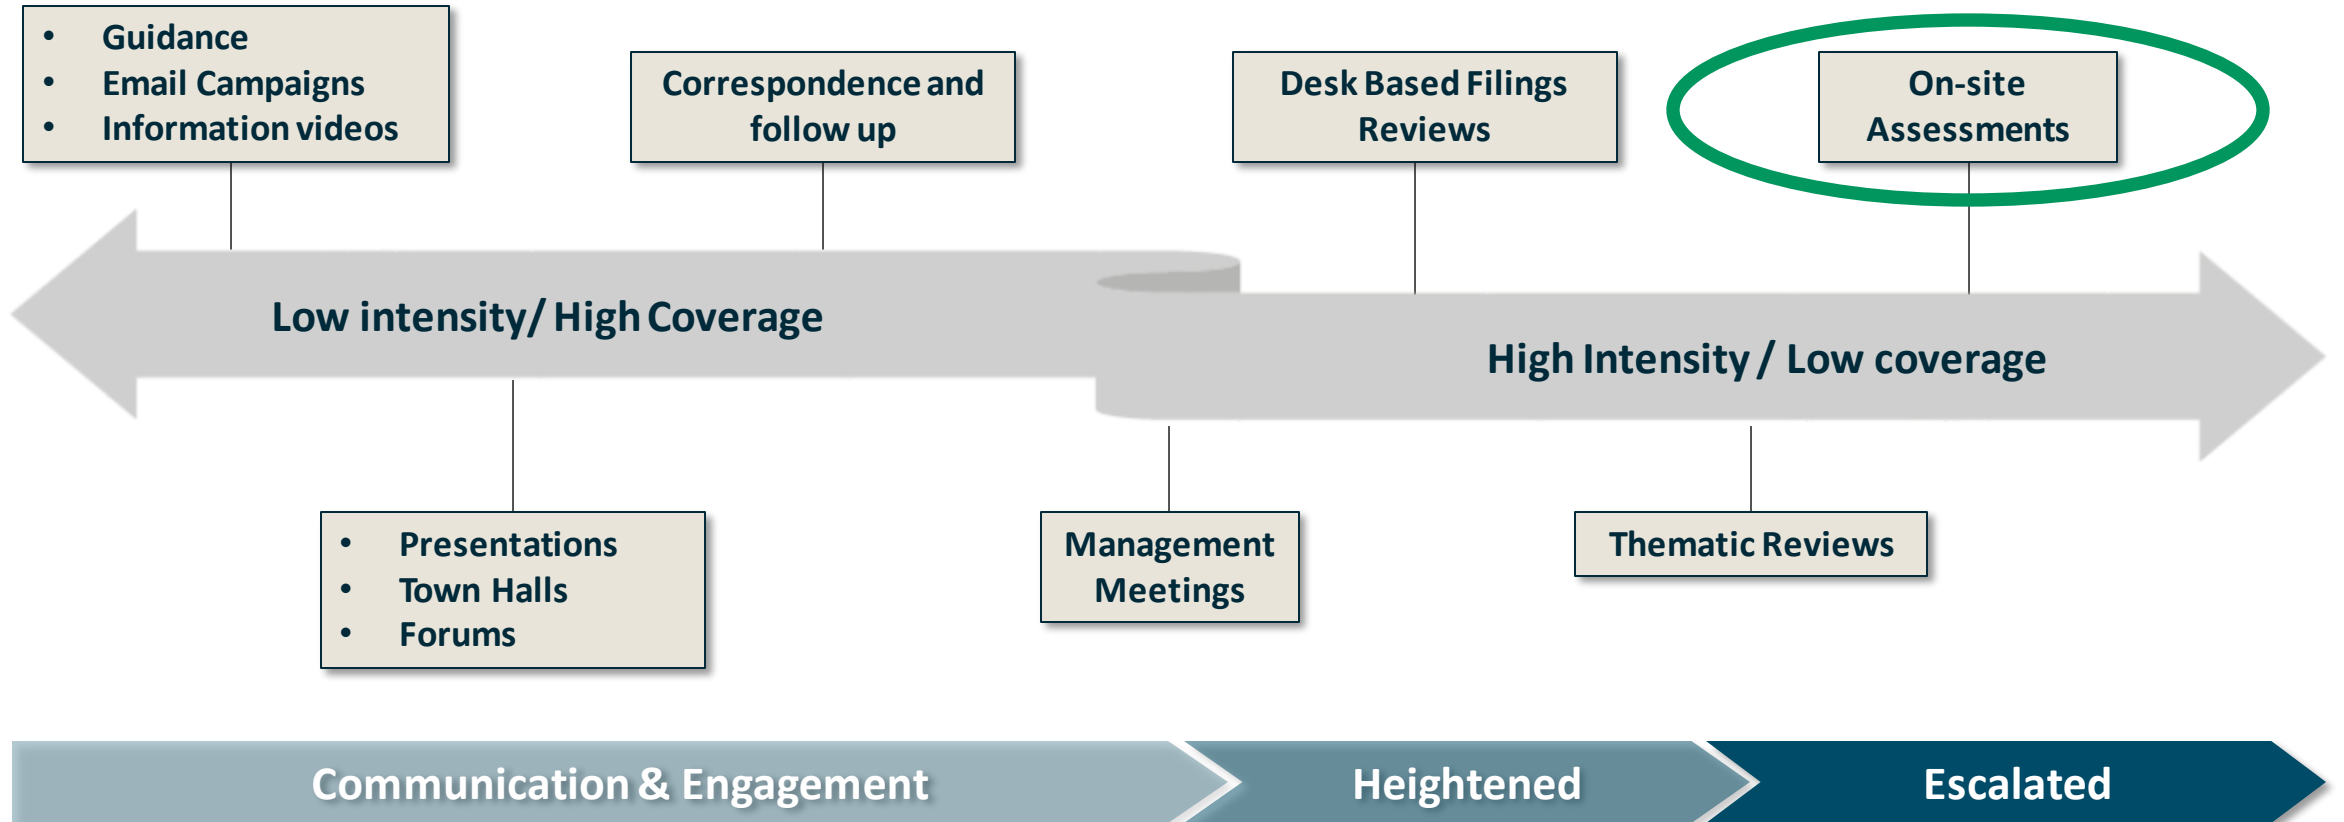 • Guidance
• Email Campaigns
• Information videos
Correspondence and
follow up
Desk Based Filings
Reviews
On-site
Assessments
Low intensity/ High Coverage
High Intensity / Low coverage
• Presentations
• Town Halls
• Forums
Management
Meetings
Thematic Reviews
Communication & Engagement
Heightened
Escalated